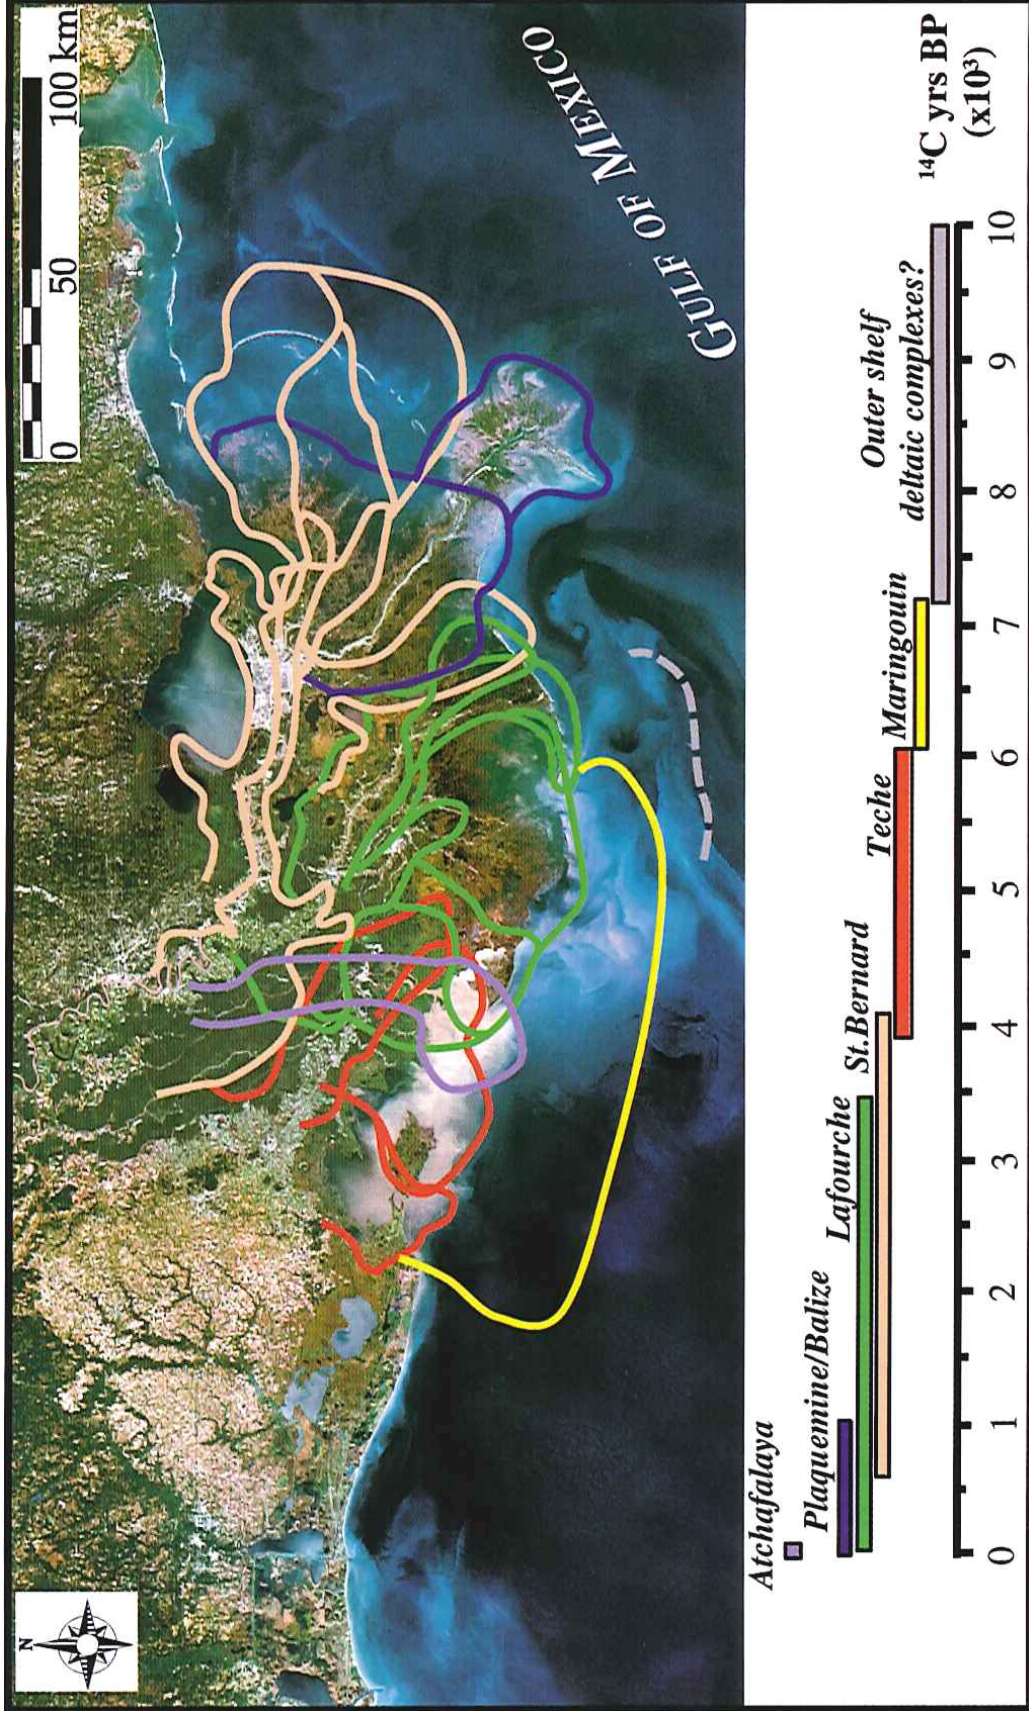 N
0 50 100 km
GULF OF MEXICO
Atchafalaya
Plaquemine/Balize
Lafourche
St.Bernard
Teche
Maringouin
Outer shelf
deltaic complexes?
0 1 2 3 4 5 6 7 8 9 10
¹⁴C yrs BP
(x10³)